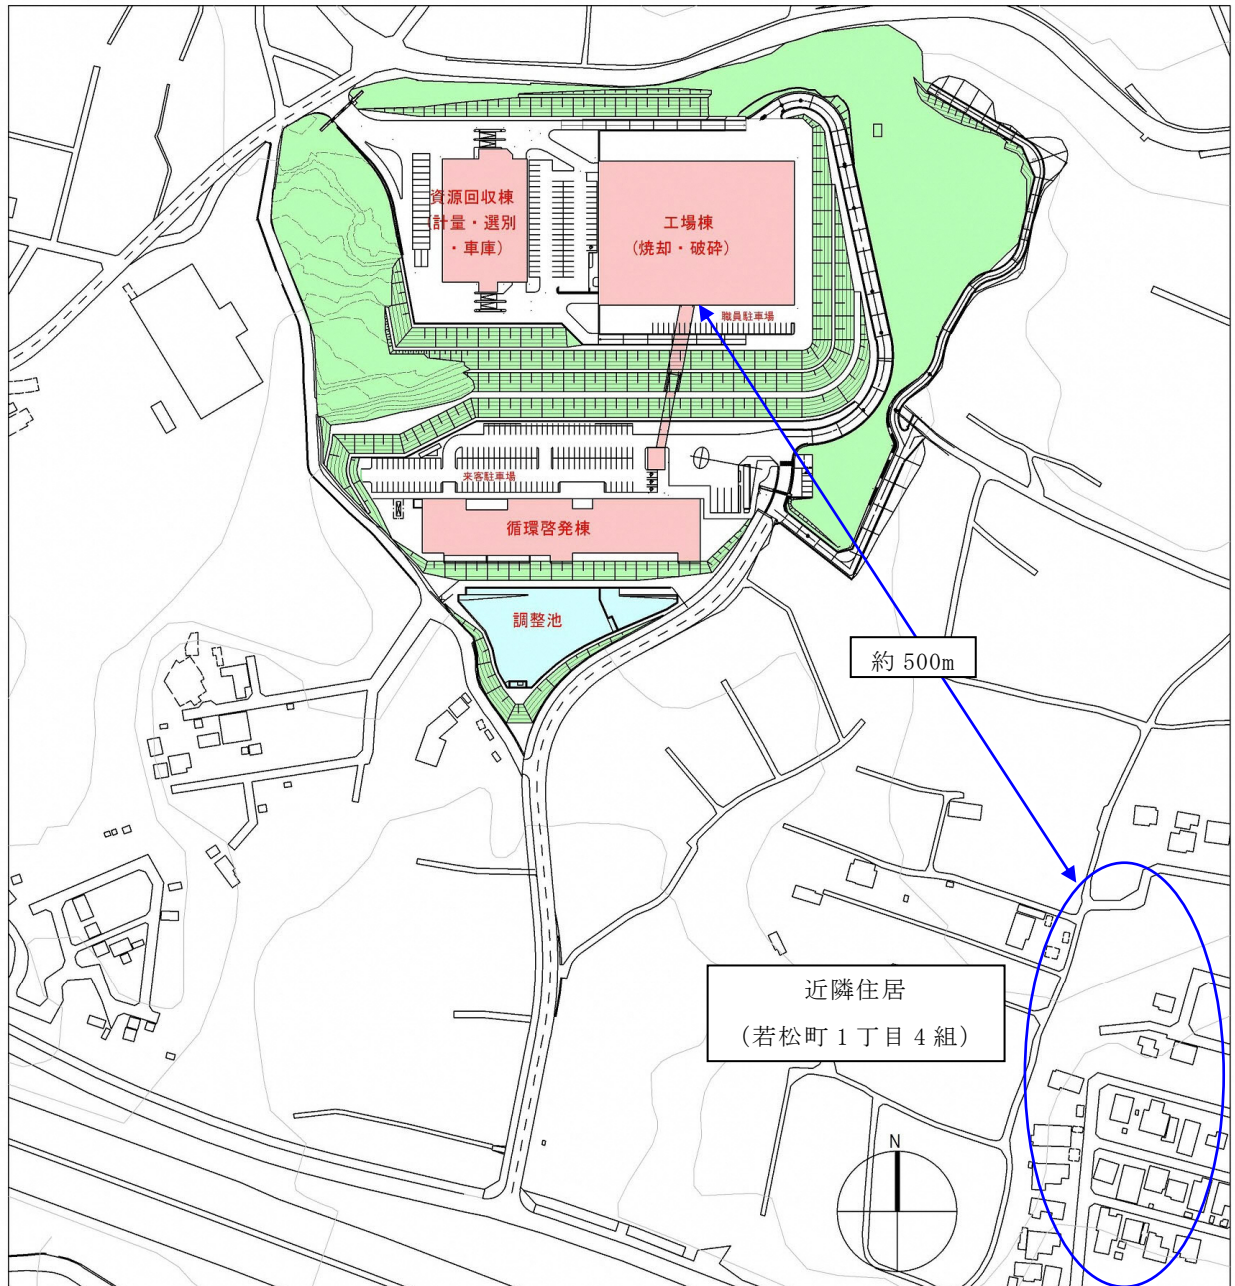 資源回収棟
(計量・選別
・車庫)
工場棟
(焼却・破砕)
職員駐車場
来客駐車場
循環啓発棟
調整池
約 500m
近隣住居
(若松町 1 丁目 4 組)
N